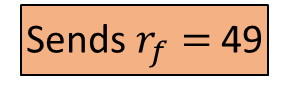 Sends r_f = 49